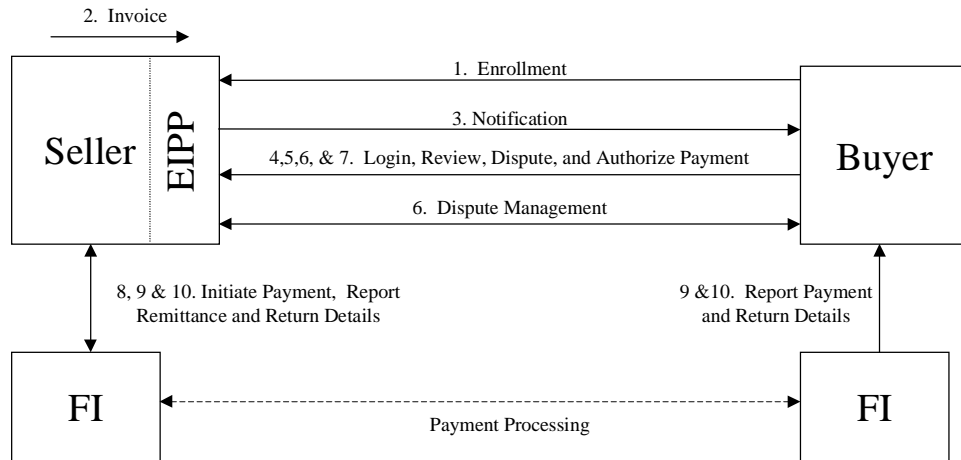 2. Invoice
1. Enrollment
Seller
EIPP
3. Notification
Buyer
4,5,6, & 7. Login, Review, Dispute, and Authorize Payment
6. Dispute Management
8, 9 & 10. Initiate Payment, Report
Remittance and Return Details
9 &10. Report Payment
and Return Details
FI
FI
Payment Processing